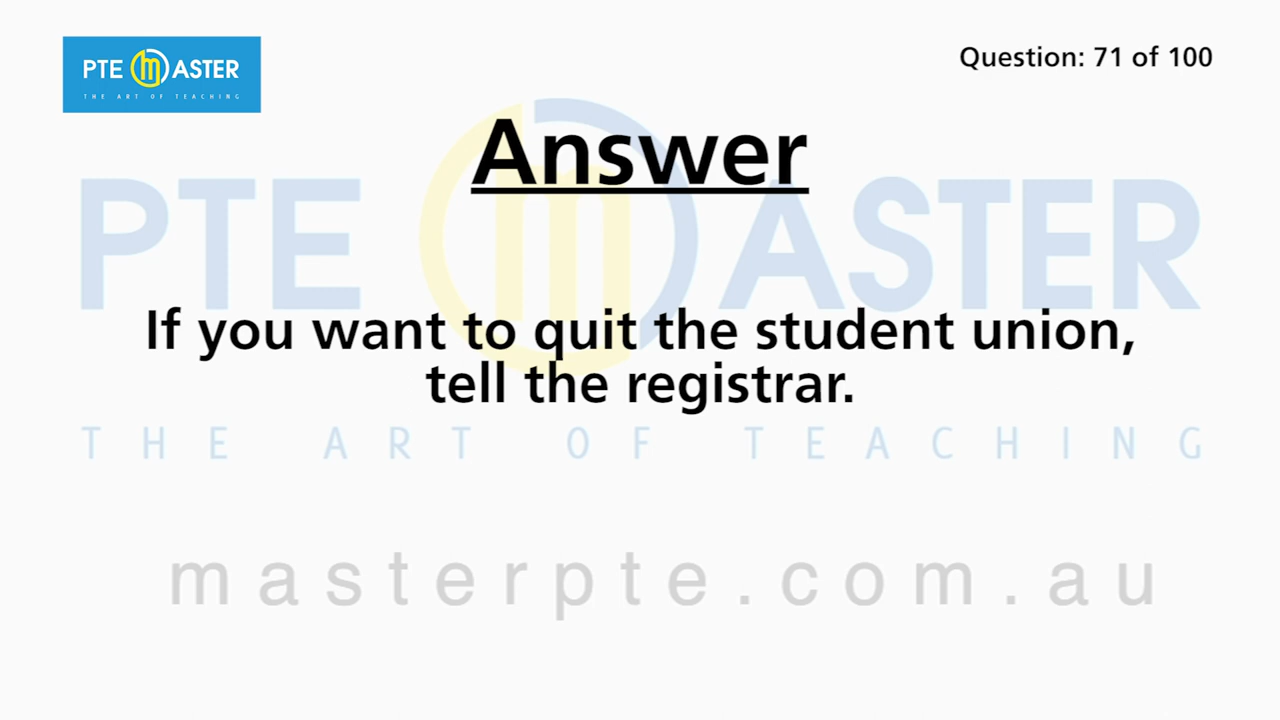 PTE MASTER
THE ART OF TEACHING
Question: 71 of 100
Answer
PTE MASTER
If you want to quit the student union,
tell the registrar.
THE ART OF TEACHING
masterpte.com.au